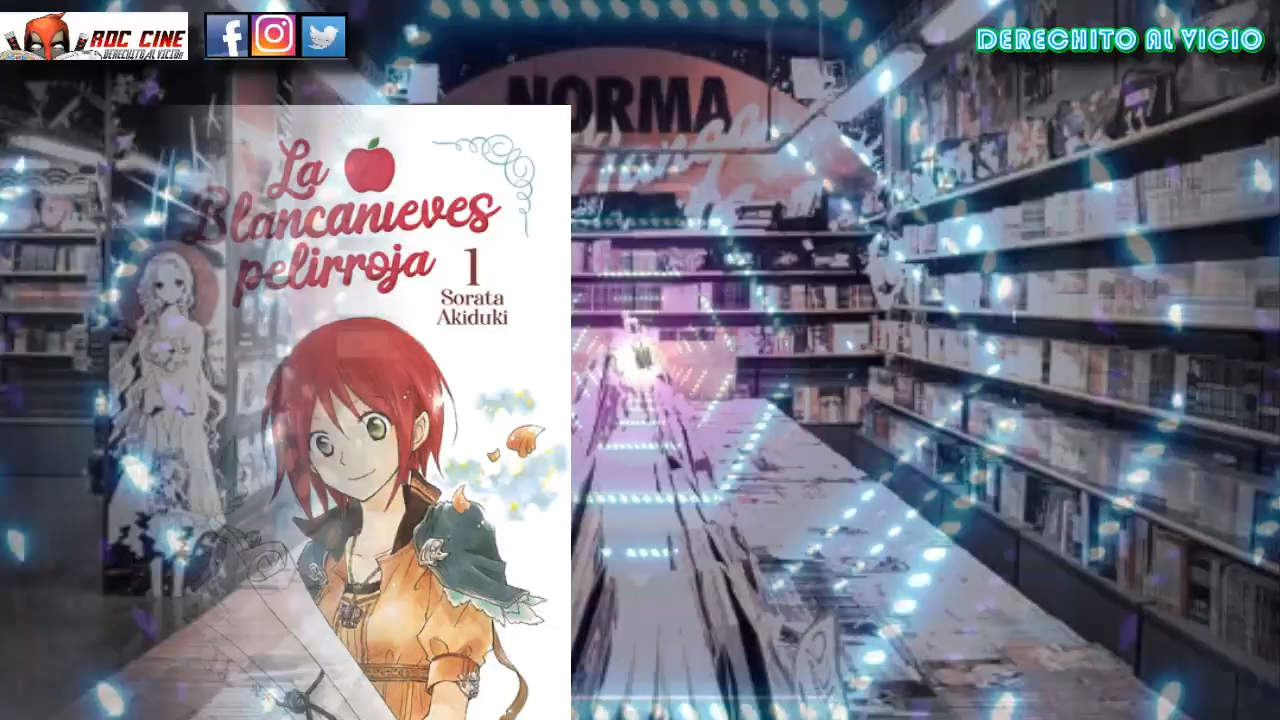 ROC CINE
DERECHITO AL VICIO
DERECHITO AL VICIO
NORMA
La
Blancanieves
pelirroja
1
Sorata
Akiduki